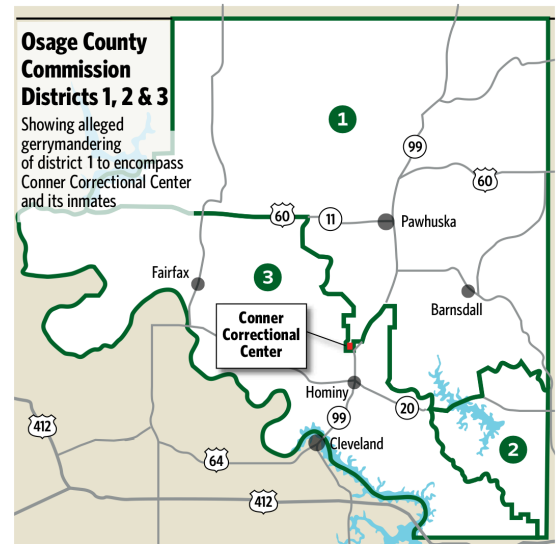 Osage County
Commission
Districts 1, 2 & 3
Showing alleged
gerrymandering
of district 1 to encompass
Conner Correctional Center
and its inmates
1
99
60
60
11
Pawhuska
Fairfax
3
Barnsdall
Conner
Correctional
Center
Hominy
99
20
412
Cleveland
2
64
412